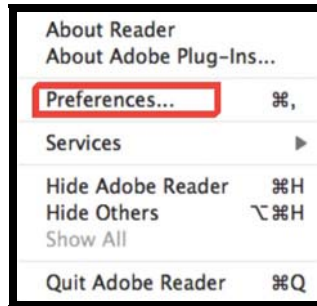 About Reader
About Adobe Plug-Ins...
Preferences... ⌘,
Services ▶
Hide Adobe Reader ⌘H
Hide Others ⌥⌘H
Show All
Quit Adobe Reader ⌘Q